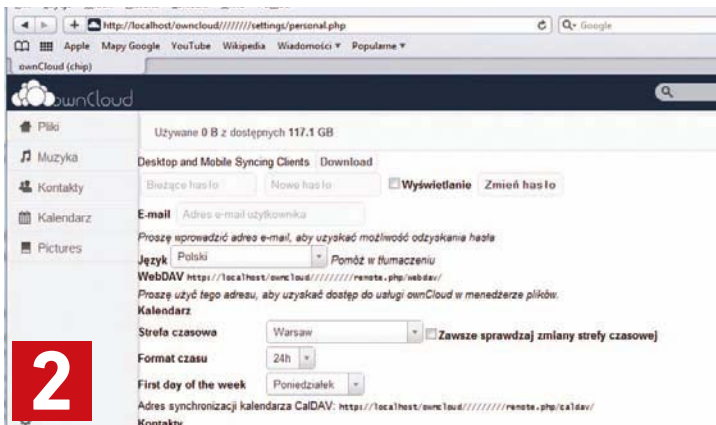 http://localhost/owncloud////////settings/personal.php
Google
Apple Mapy Google YouTube Wikipedia Wiadomości Popularne
ownCloud (chip)
ownCloud
Pliki
Muzyka
Kontakty
Kalendarz
Pictures
Używane 0 B z dostępnych 117.1 GB
Desktop and Mobile Syncing Clients Download
Bieżące hasło Nowe hasło Wyświetlanie Zmień hasło
E-mail Adres e-mail użytkownika
Proszę wprowadzić adres e-mail, aby uzyskać możliwość odzyskania hasła
Język Polski Pomóż w tłumaczeniu
WebDAV http://localhost/owncloud/////////remote.php/webdav/
Proszę użyć tego adresu, aby uzyskać dostęp do usługi ownCloud w menedżerze plików.
Kalendarz
Strefa czasowa Warsaw Zawsze sprawdzaj zmiany strefy czasowej
Format czasu 24h
First day of the week Poniedziałek
Adres synchronizacji kalendarza CalDAV: http://localhost/owncloud/////////remote.php/caldav/
Kontakty
2